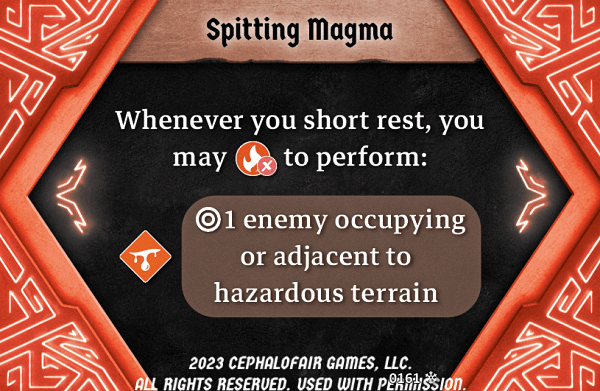 Spitting Magma
Whenever you short rest, you
may to perform:
1 enemy occupying
or adjacent to
hazardous terrain
2023 CEPHALOFAIR GAMES, LLC.
ALL RIGHTS RESERVED. USED WITH PERMISSION.
0161